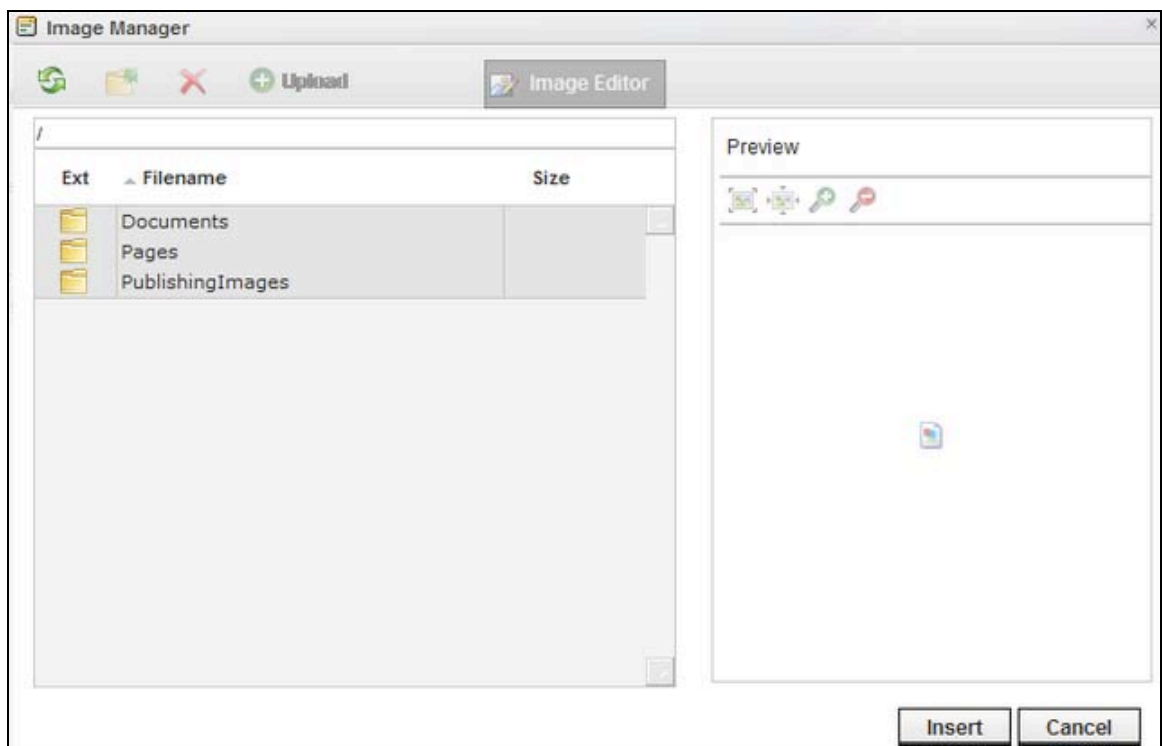 Image Manager
Upload
Image Editor
/
Ext Filename Size
Documents
Pages
PublishingImages
Preview
Insert Cancel